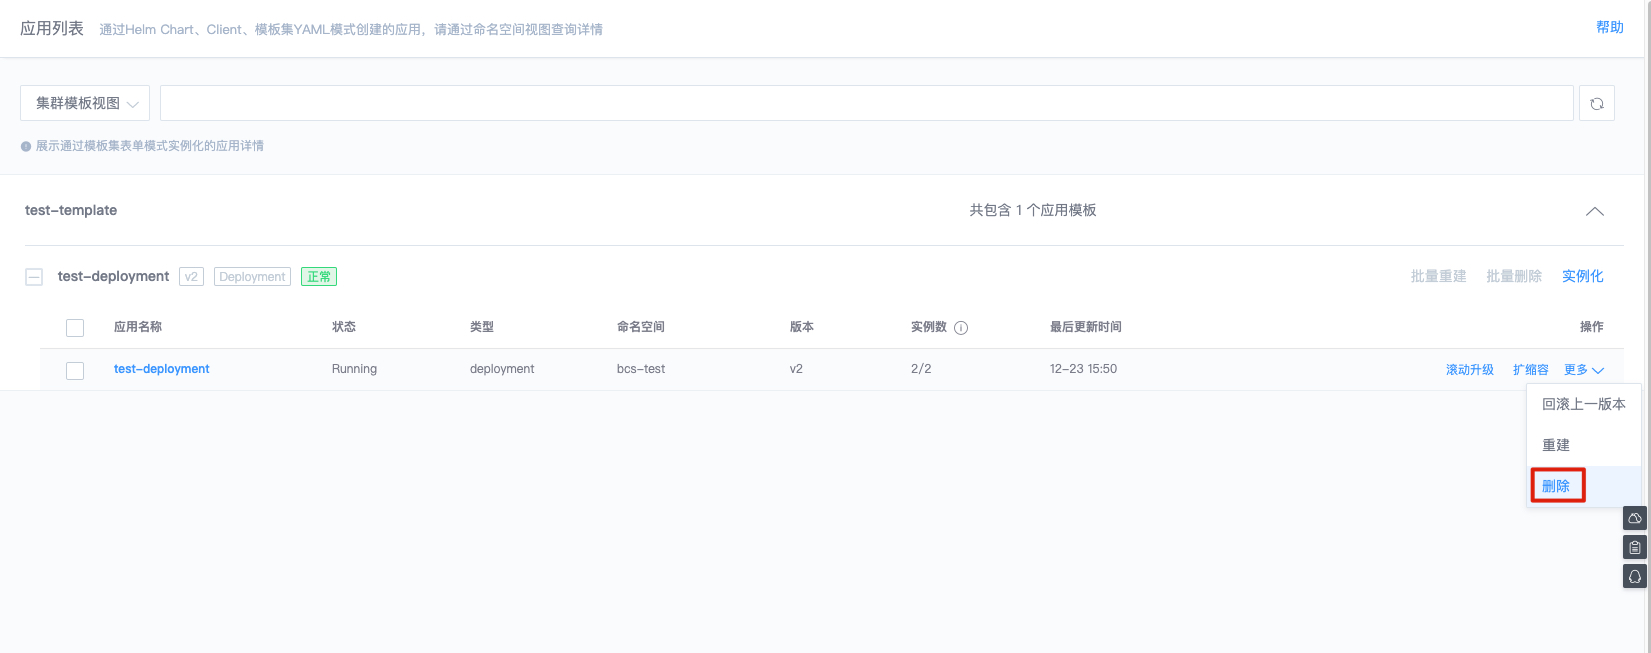 应用列表 通过Helm Chart、Client、模板集YAML模式创建的应用，请通过命名空间视图查询详情 帮助
集群模板视图
展示通过模板集表单模式实例化的应用详情
test-template 共包含 1 个应用模板
test-deployment v2 Deployment 正常 批量重建 批量删除 实例化
应用名称 状态 类型 命名空间 版本 实例数 最后更新时间 操作
test-deployment Running deployment bcs-test v2 2/2 12-23 15:50 滚动升级 扩缩容 更多
回滚上一版本
重建
删除